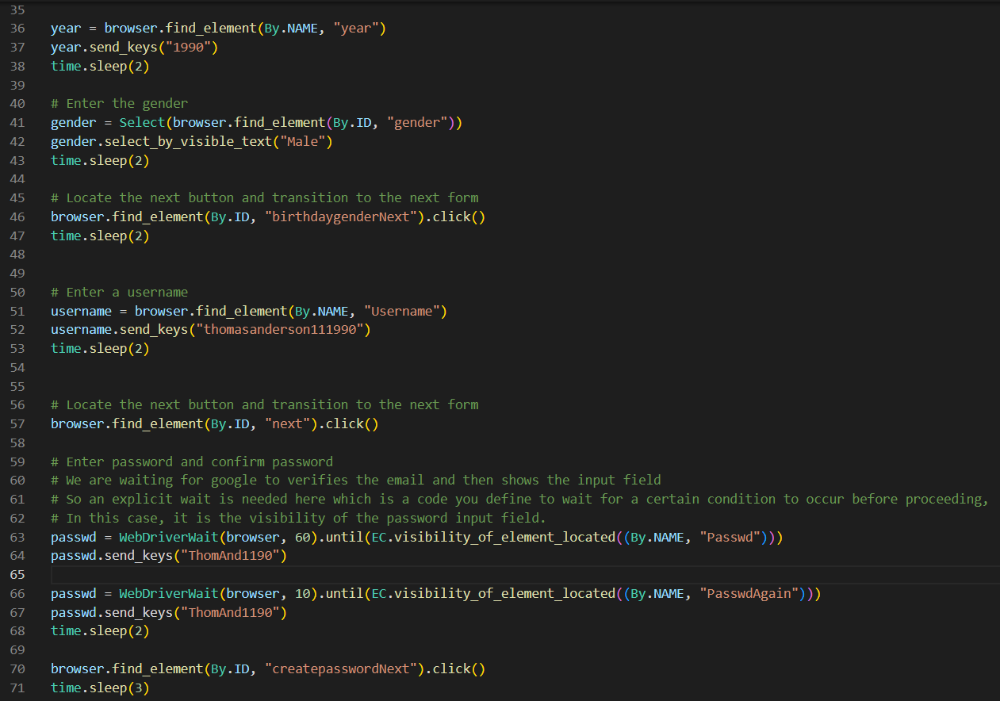 35
36 year = browser.find_element(By.NAME, "year")
37 year.send_keys("1990")
38 time.sleep(2)
39
40 # Enter the gender
41 gender = Select(browser.find_element(By.ID, "gender"))
42 gender.select_by_visible_text("Male")
43 time.sleep(2)
44
45 # Locate the next button and transition to the next form
46 browser.find_element(By.ID, "birthdaygenderNext").click()
47 time.sleep(2)
48
49
50 # Enter a username
51 username = browser.find_element(By.NAME, "Username")
52 username.send_keys("thomasanderson111990")
53 time.sleep(2)
54
55
56 # Locate the next button and transition to the next form
57 browser.find_element(By.ID, "next").click()
58
59 # Enter password and confirm password
60 # We are waiting for google to verifies the email and then shows the input field
61 # So an explicit wait is needed here which is a code you define to wait for a certain condition to occur before proceeding,
62 # In this case, it is the visibility of the password input field.
63 passwd = WebDriverWait(browser, 60).until(EC.visibility_of_element_located((By.NAME, "Passwd")))
64 passwd.send_keys("ThomAnd1190")
65
66 passwd = WebDriverWait(browser, 10).until(EC.visibility_of_element_located((By.NAME, "PasswdAgain")))
67 passwd.send_keys("ThomAnd1190")
68 time.sleep(2)
69
70 browser.find_element(By.ID, "createpasswordNext").click()
71 time.sleep(3)